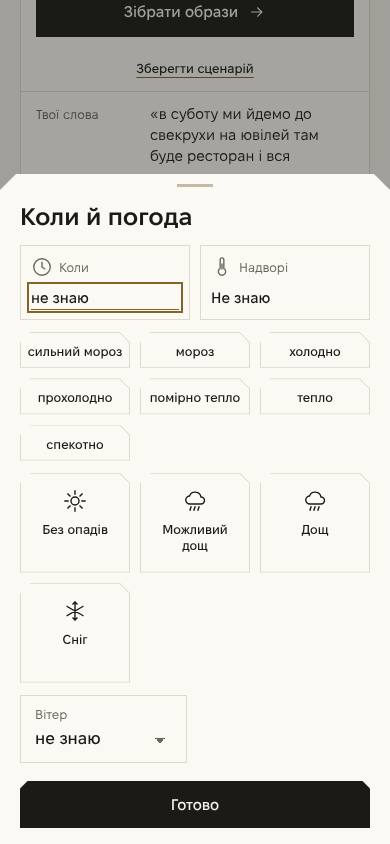 Зібрати образи →
Зберегти сценарій
Твої слова
«в суботу ми йдемо до
свекрухи на ювілей там
буде ресторан і вся
Коли й погода
Коли
не знаю
Надворі
Не знаю
сильний мороз
мороз
холодно
прохолодно
помірно тепло
тепло
спекотно
Без опадів
Можливий
дощ
Дощ
Сніг
Вітер
не знаю
Готово